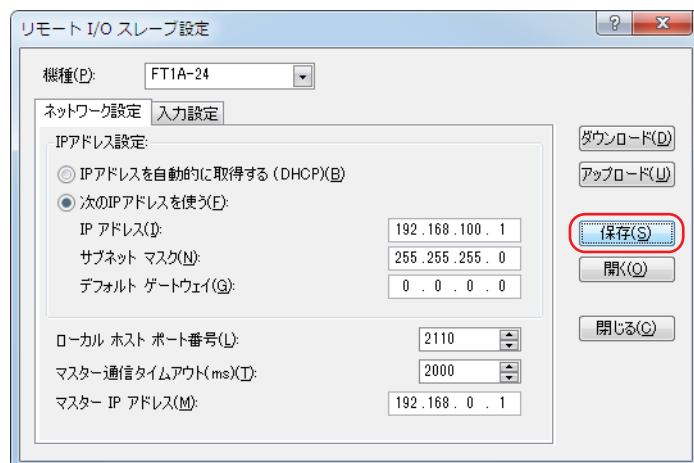 リモート I/O スレーブ設定
機種(P): FT1A-24
ネットワーク設定 入力設定
IPアドレス設定:
IPアドレスを自動的に取得する(DHCP)(B)
次のIPアドレスを使う(F):
IP アドレス(I): 192.168.100.1
サブネット マスク(N): 255.255.255.0
デフォルト ゲートウェイ(G): 0.0.0.0
ローカル ホスト ポート番号(L): 2110
マスター通信タイムアウト(ms)(T): 2000
マスター IP アドレス(M): 192.168.0.1
ダウンロード(D)
アップロード(U)
保存(S)
開く(O)
閉じる(C)